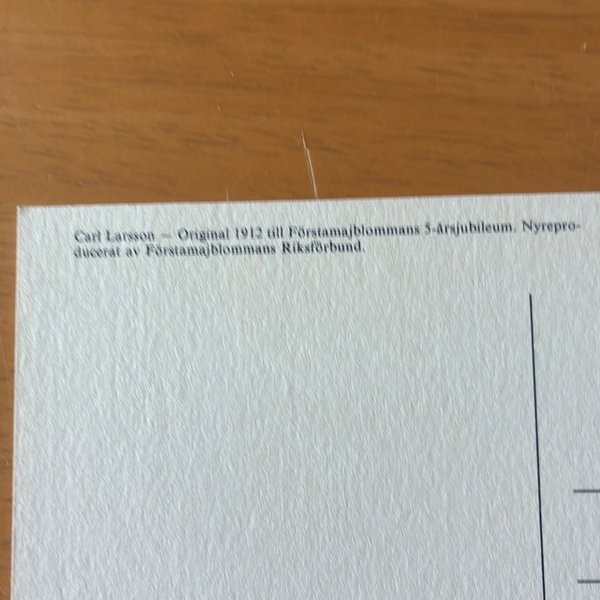 Carl Larsson — Original 1912 till Förstamajblommans 5-årsjubileum. Nyrepro-
ducerat av Förstamajblommans Riksförbund.